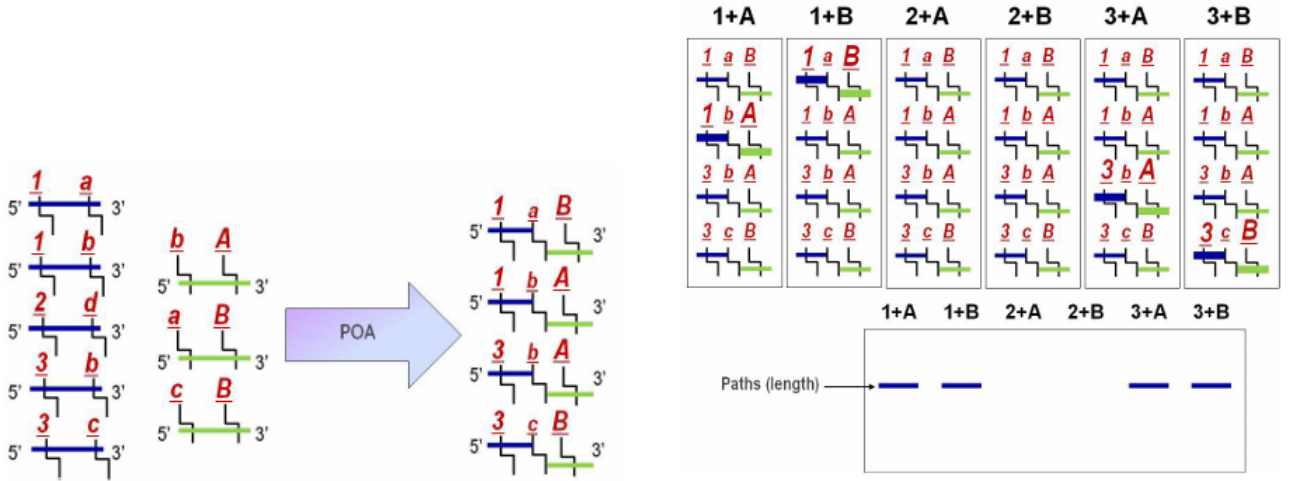 1 a
5' 3'
1 b
5' 3'
2 d
5' 3'
3 b
5' 3'
3 c
5' 3'
b A
5' 3'
a B
5' 3'
c B
5' 3'
POA
1 a B
5' 3'
1 b A
5' 3'
3 b A
5' 3'
3 c B
5' 3'
1+A 1+B 2+A 2+B 3+A 3+B
1 a B 1 a B 1 a B 1 a B 1 a B 1 a B
1 b A 1 b A 1 b A 1 b A 1 b A 1 b A
3 b A 3 b A 3 b A 3 b A 3 b A 3 b A
3 c B 3 c B 3 c B 3 c B 3 c B 3 c B
1+A 1+B 2+A 2+B 3+A 3+B
Paths (length)